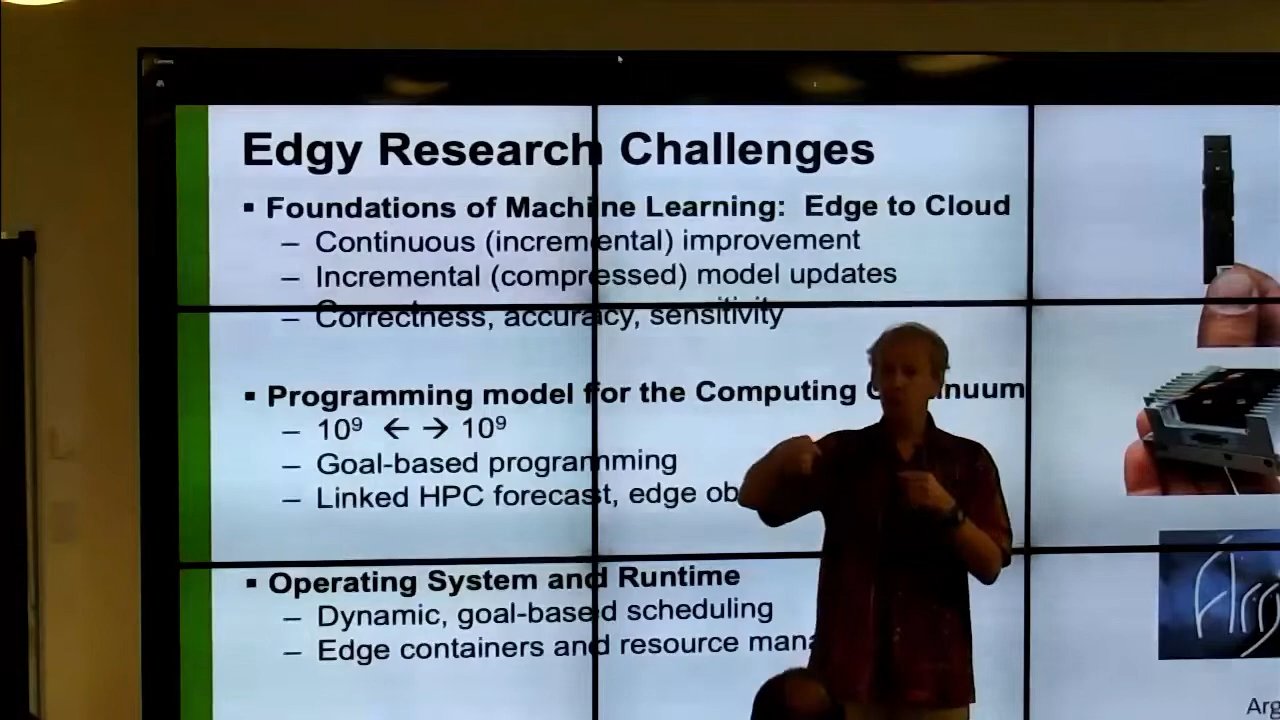 Edgy Research Challenges
▪ Foundations of Machine Learning: Edge to Cloud
– Continuous (incremental) improvement
– Incremental (compressed) model updates
– Correctness, accuracy, sensitivity
▪ Programming model for the Computing
– 10⁹ ← → 10⁹
– Goal-based programming
– Linked HPC forecast, edge
▪ Operating System and Runtime
– Dynamic, goal-based scheduling
– Edge containers and resource